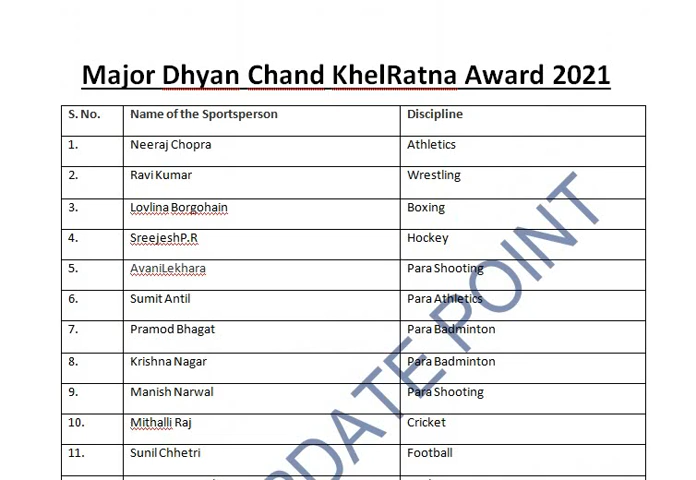 Major Dhyan Chand KhelRatna Award 2021
S. No. Name of the Sportsperson Discipline
1. Neeraj Chopra Athletics
2. Ravi Kumar Wrestling
3. Lovlina Borgohain Boxing
4. SreejeshP.R Hockey
5. AvaniLekhara Para Shooting
6. Sumit Antil Para Athletics
7. Pramod Bhagat Para Badminton
8. Krishna Nagar Para Badminton
9. Manish Narwal Para Shooting
10. Mithalli Raj Cricket
11. Sunil Chhetri Football
PDATE POINT